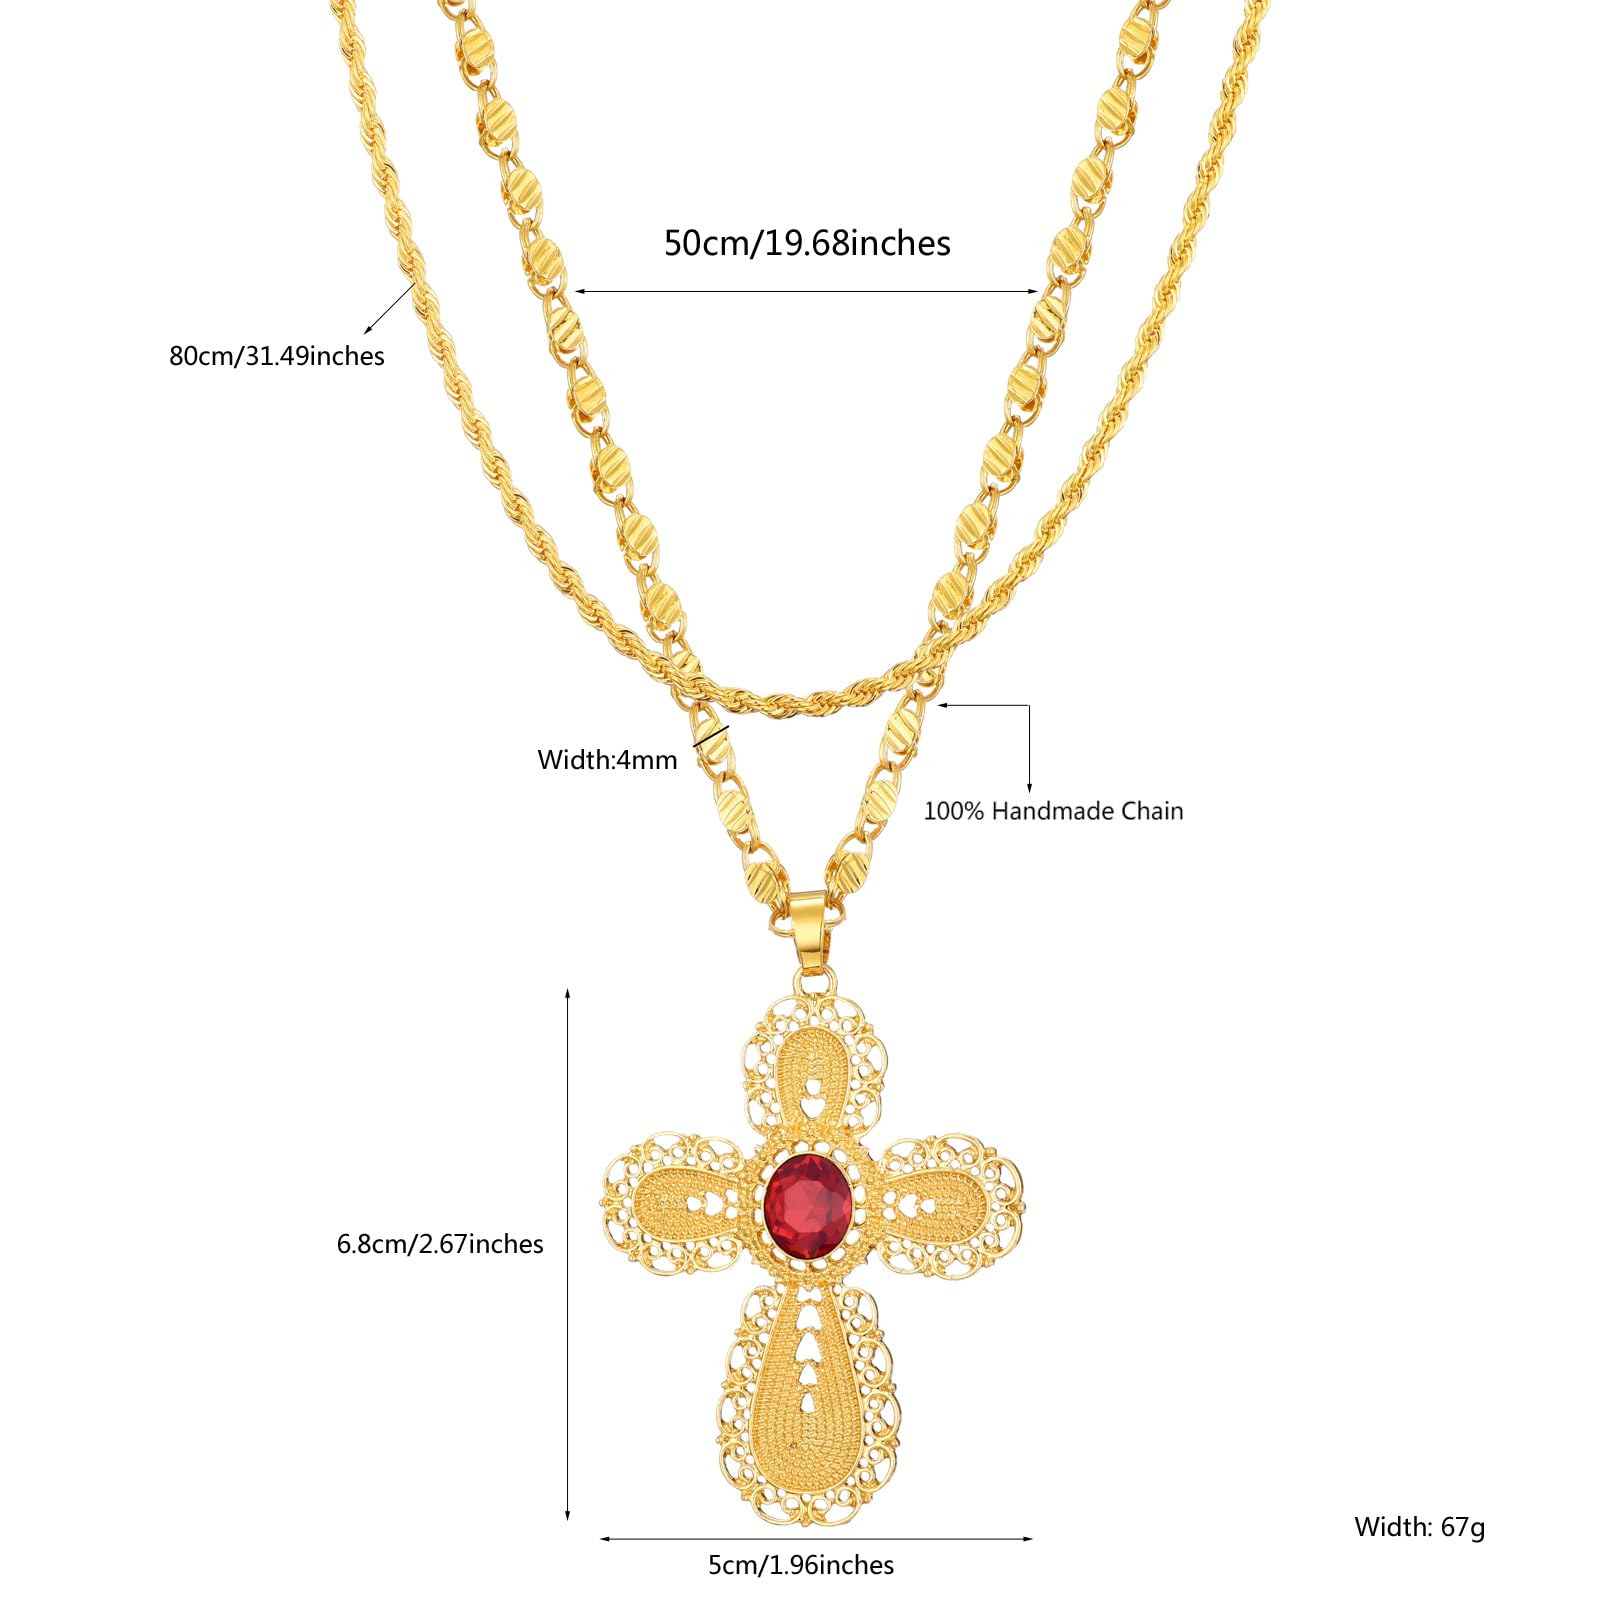 50cm/19.68inches
80cm/31.49inches
Width:4mm
100% Handmade Chain
6.8cm/2.67inches
5cm/1.96inches
Width: 67g